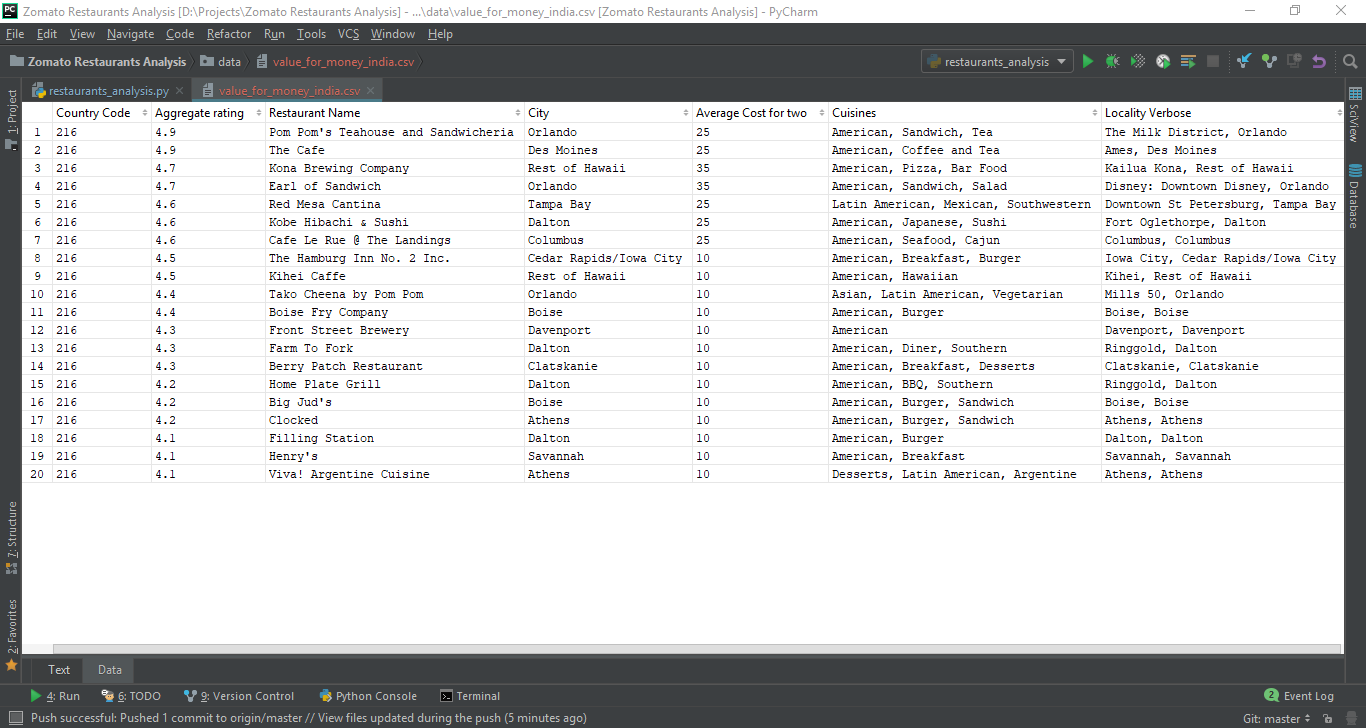 Zomato Restaurants Analysis [D:\Projects\Zomato Restaurants Analysis] - ...\data\value_for_money_india.csv [Zomato Restaurants Analysis] - PyCharm
File Edit View Navigate Code Refactor Run Tools VCS Window Help
Zomato Restaurants Analysis data value_for_money_india.csv restaurants_analysis
restaurants_analysis.py value_for_money_india.csv
Country Code Aggregate rating Restaurant Name City Average Cost for two Cuisines Locality Verbose
1 216 4.9 Pom Pom's Teahouse and Sandwicheria Orlando 25 American, Sandwich, Tea The Milk District, Orlando
2 216 4.9 The Cafe Des Moines 25 American, Coffee and Tea Ames, Des Moines
3 216 4.7 Kona Brewing Company Rest of Hawaii 35 American, Pizza, Bar Food Kailua Kona, Rest of Hawaii
4 216 4.7 Earl of Sandwich Orlando 35 American, Sandwich, Salad Disney: Downtown Disney, Orlando
5 216 4.6 Red Mesa Cantina Tampa Bay 25 Latin American, Mexican, Southwestern Downtown St Petersburg, Tampa Bay
6 216 4.6 Kobe Hibachi & Sushi Dalton 25 American, Japanese, Sushi Fort Oglethorpe, Dalton
7 216 4.6 Cafe Le Rue @ The Landings Columbus 25 American, Seafood, Cajun Columbus, Columbus
8 216 4.5 The Hamburg Inn No. 2 Inc. Cedar Rapids/Iowa City 10 American, Breakfast, Burger Iowa City, Cedar Rapids/Iowa City
9 216 4.5 Kihei Caffe Rest of Hawaii 10 American, Hawaiian Kihei, Rest of Hawaii
10 216 4.4 Tako Cheena by Pom Pom Orlando 10 Asian, Latin American, Vegetarian Mills 50, Orlando
11 216 4.4 Boise Fry Company Boise 10 American, Burger Boise, Boise
12 216 4.3 Front Street Brewery Davenport 10 American Davenport, Davenport
13 216 4.3 Farm To Fork Dalton 10 American, Diner, Southern Ringgold, Dalton
14 216 4.3 Berry Patch Restaurant Clatskanie 10 American, Breakfast, Desserts Clatskanie, Clatskanie
15 216 4.2 Home Plate Grill Dalton 10 American, BBQ, Southern Ringgold, Dalton
16 216 4.2 Big Jud's Boise 10 American, Burger, Sandwich Boise, Boise
17 216 4.2 Clocked Athens 10 American, Burger, Sandwich Athens, Athens
18 216 4.1 Filling Station Dalton 10 American, Burger Dalton, Dalton
19 216 4.1 Henry's Savannah 10 American, Breakfast Savannah, Savannah
20 216 4.1 Viva! Argentine Cuisine Athens 10 Desserts, Latin American, Argentine Athens, Athens
1: Project
7: Structure
2: Favorites
SciView
Database
Text Data
4: Run 6: TODO 9: Version Control Python Console Terminal 2 Event Log
Push successful: Pushed 1 commit to origin/master // View files updated during the push (5 minutes ago) Git: master